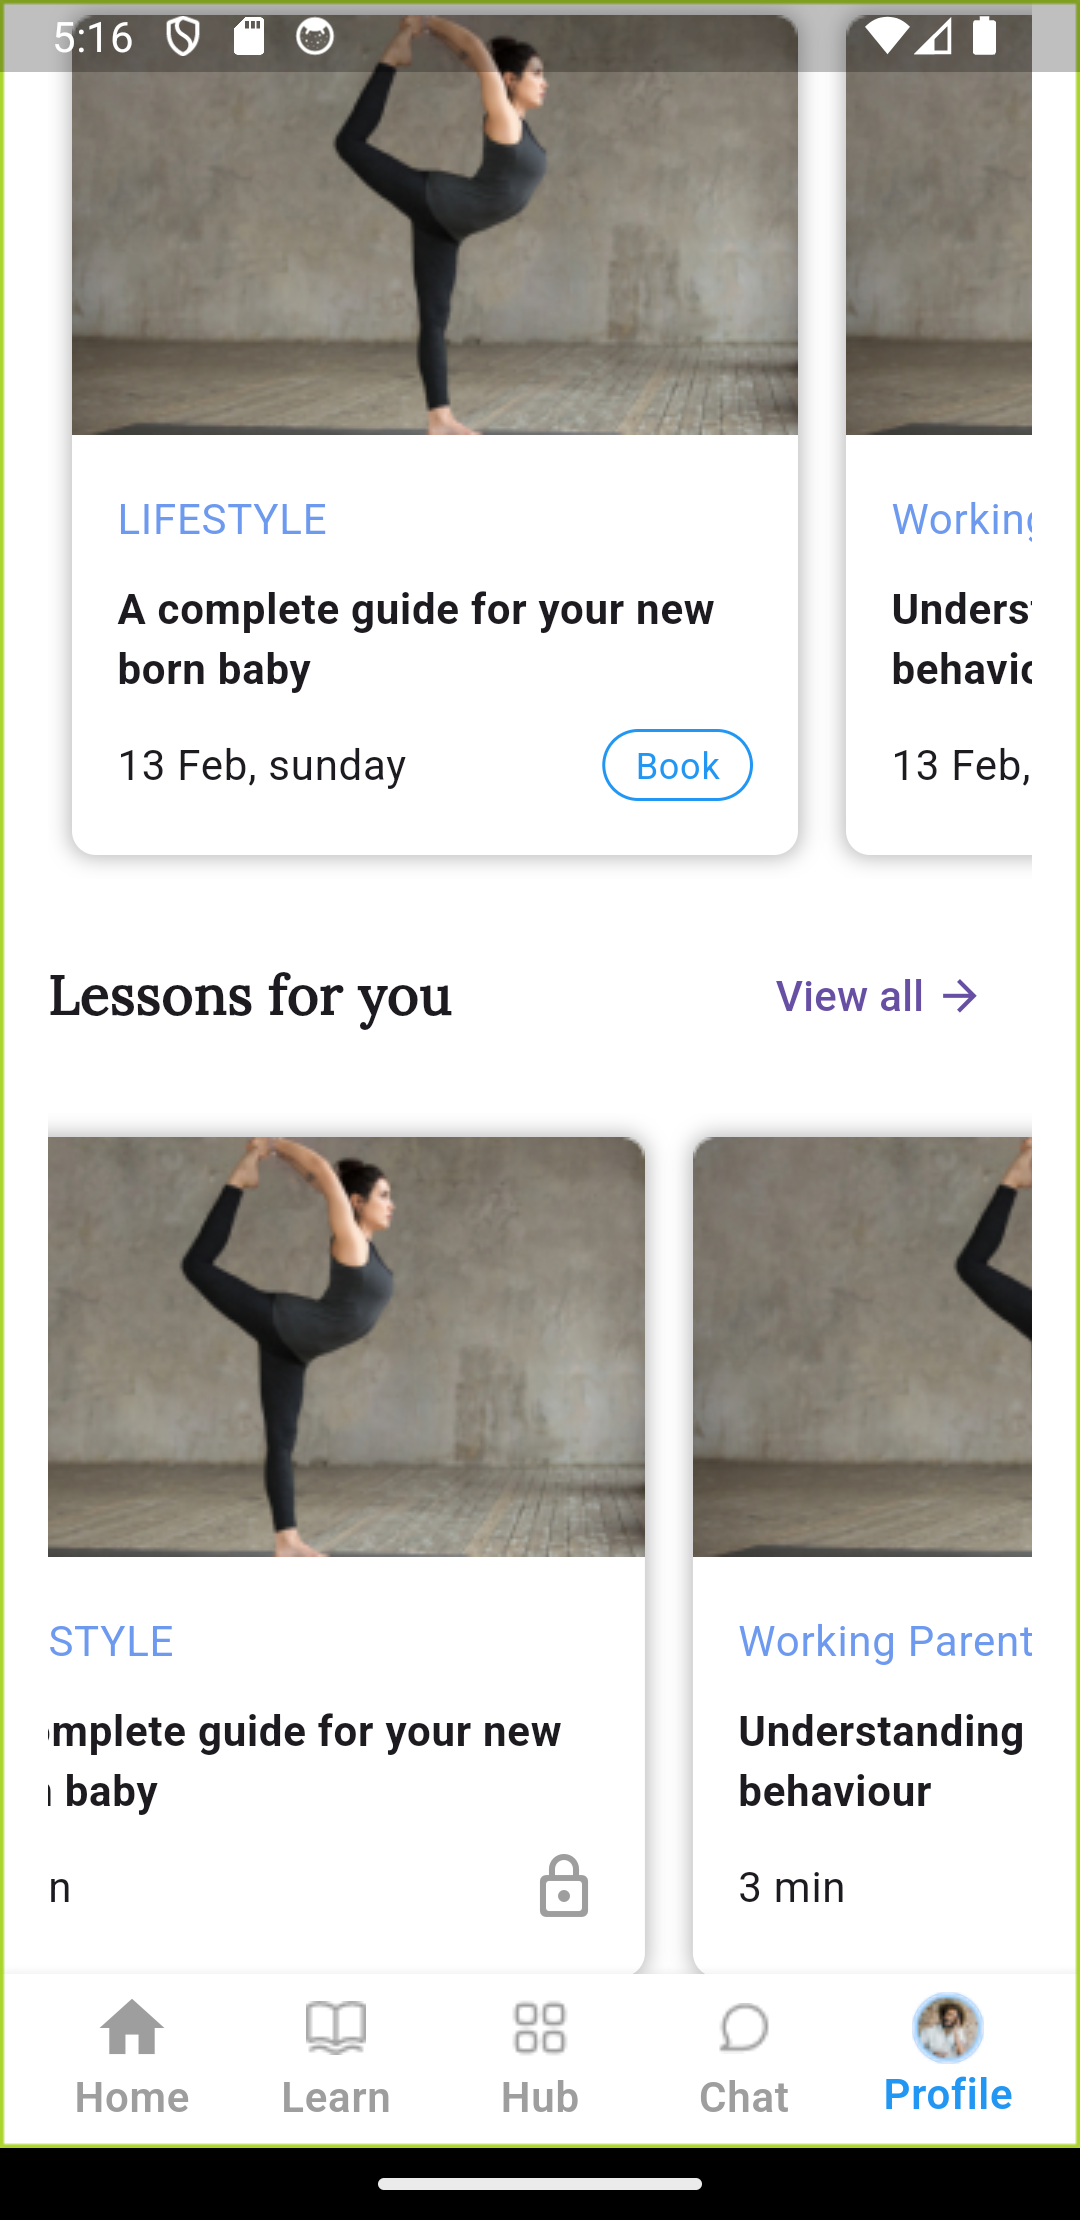 5:16
LIFESTYLE
A complete guide for your new
born baby
13 Feb, sunday
Book
Working
behavio
13 Feb,
Lessons for you
View all
STYLE
mplete guide for your new
baby
n
Working Parent
Understanding
behaviour
3 min
Home
Learn
Hub
Chat
Profile